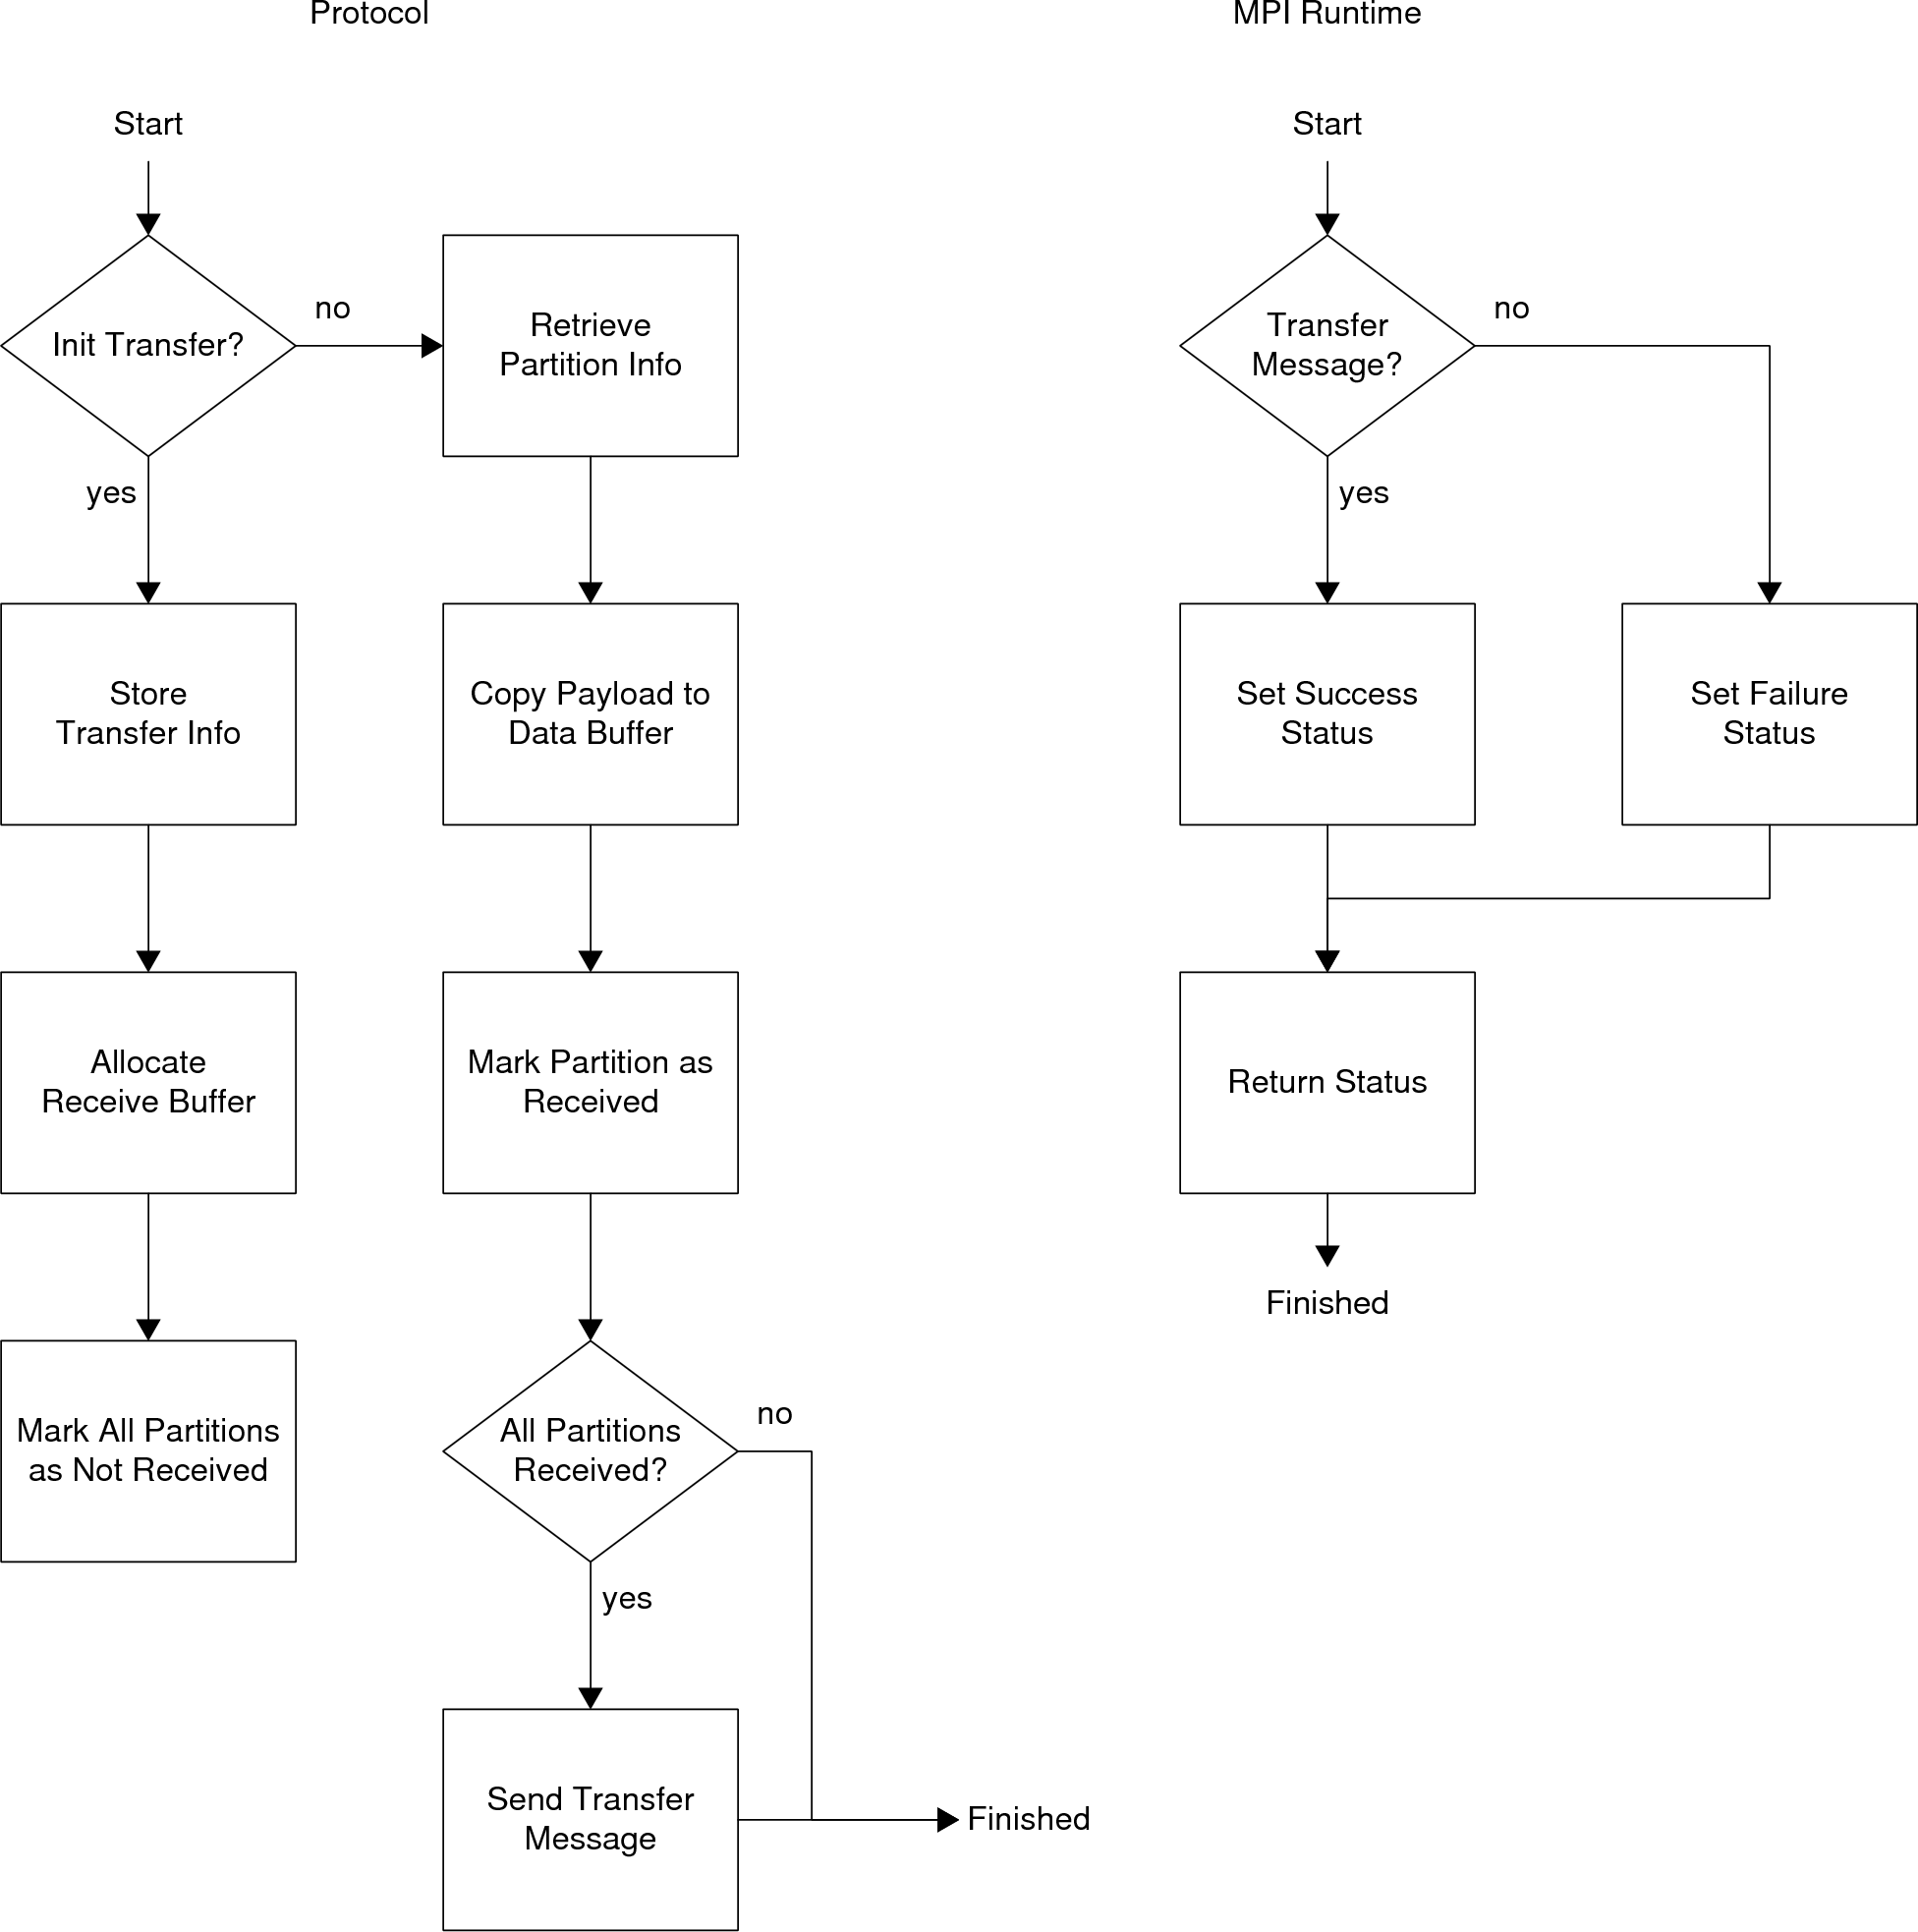 Protocol
MPI Runtime
Start
Start
Init Transfer?
no
Retrieve
Partition Info
Transfer
Message?
no
yes
yes
Store
Transfer Info
Copy Payload to
Data Buffer
Set Success
Status
Set Failure
Status
Allocate
Receive Buffer
Mark Partition as
Received
Return Status
Finished
Mark All Partitions
as Not Received
All Partitions
Received?
no
yes
Send Transfer
Message
Finished